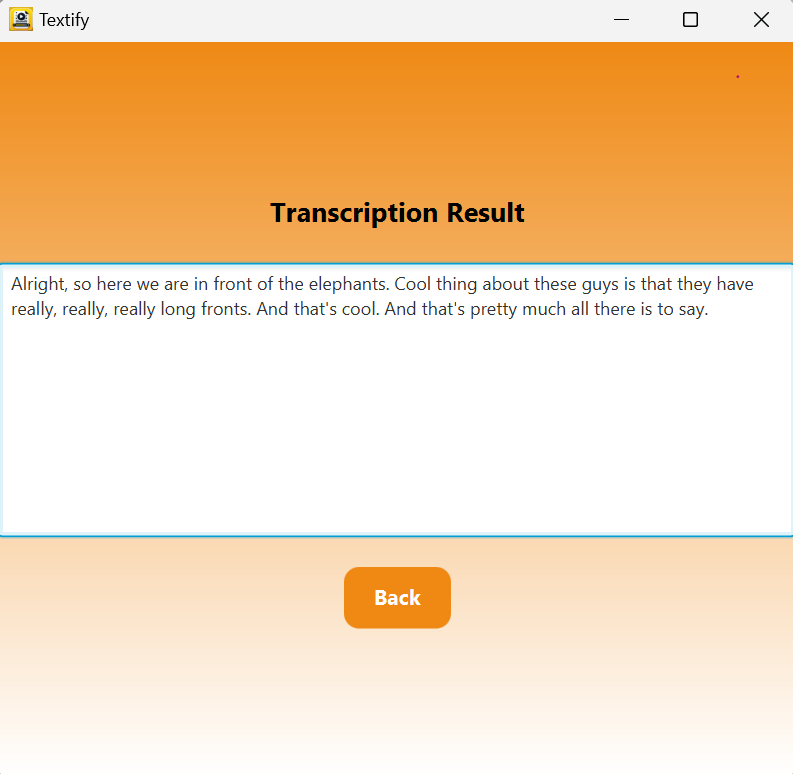 Textify
Transcription Result
Alright, so here we are in front of the elephants. Cool thing about these guys is that they have
really, really, really long fronts. And that's cool. And that's pretty much all there is to say.
Back